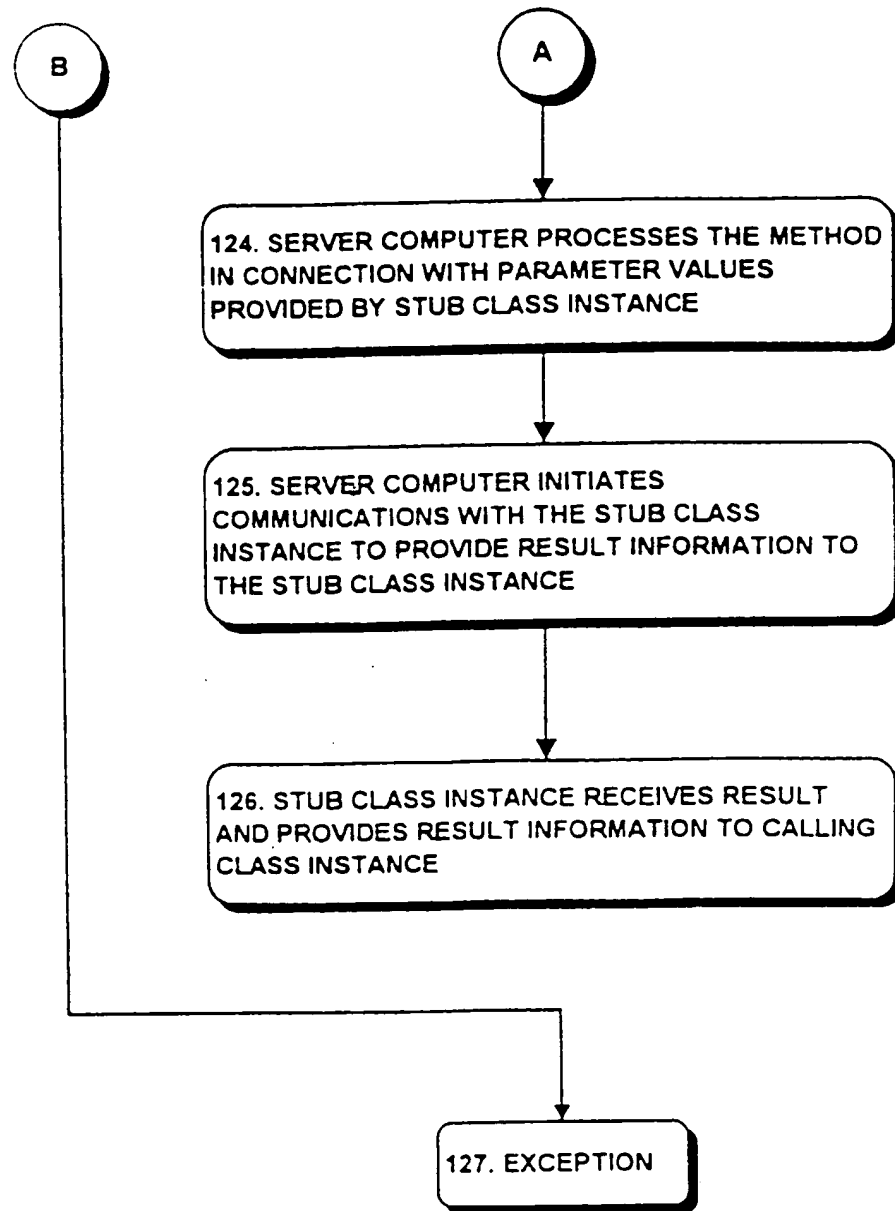 B
A
124. SERVER COMPUTER PROCESSES THE METHOD
IN CONNECTION WITH PARAMETER VALUES
PROVIDED BY STUB CLASS INSTANCE
125. SERVER COMPUTER INITIATES
COMMUNICATIONS WITH THE STUB CLASS
INSTANCE TO PROVIDE RESULT INFORMATION TO
THE STUB CLASS INSTANCE
126. STUB CLASS INSTANCE RECEIVES RESULT
AND PROVIDES RESULT INFORMATION TO CALLING
CLASS INSTANCE
127. EXCEPTION